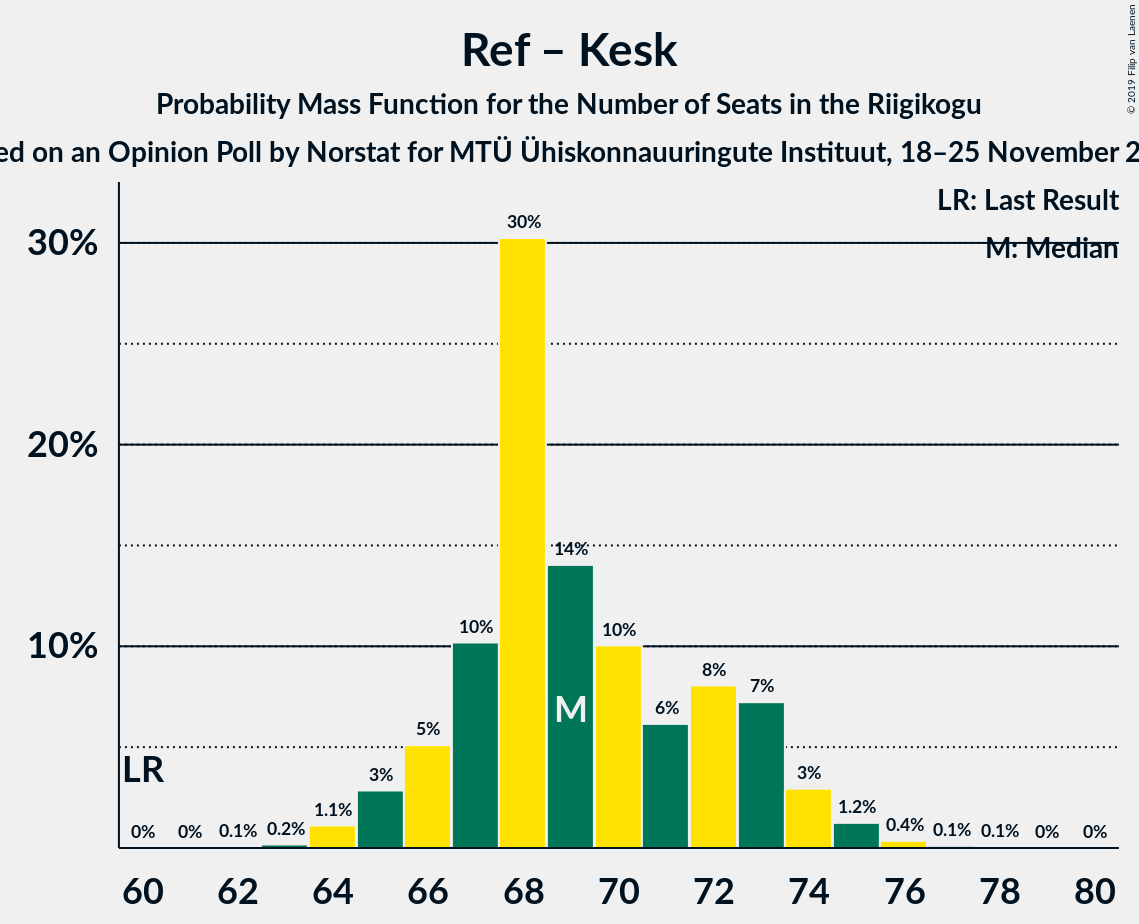 Ref – Kesk
Probability Mass Function for the Number of Seats in the Riigikogu
ed on an Opinion Poll by Norstat for MTÜ Ühiskonnauuringute Instituut, 18–25 November 2
© 2019 Filip van Laenen
LR: Last Result
M: Median
30%
20%
10%
30%
14%
10%
10%
8%
7%
6%
5%
3%
3%
1.1%
1.2%
0% 0% 0.1% 0.2% 0.4% 0.1% 0.1% 0% 0%
LR
M
60 62 64 66 68 70 72 74 76 78 80